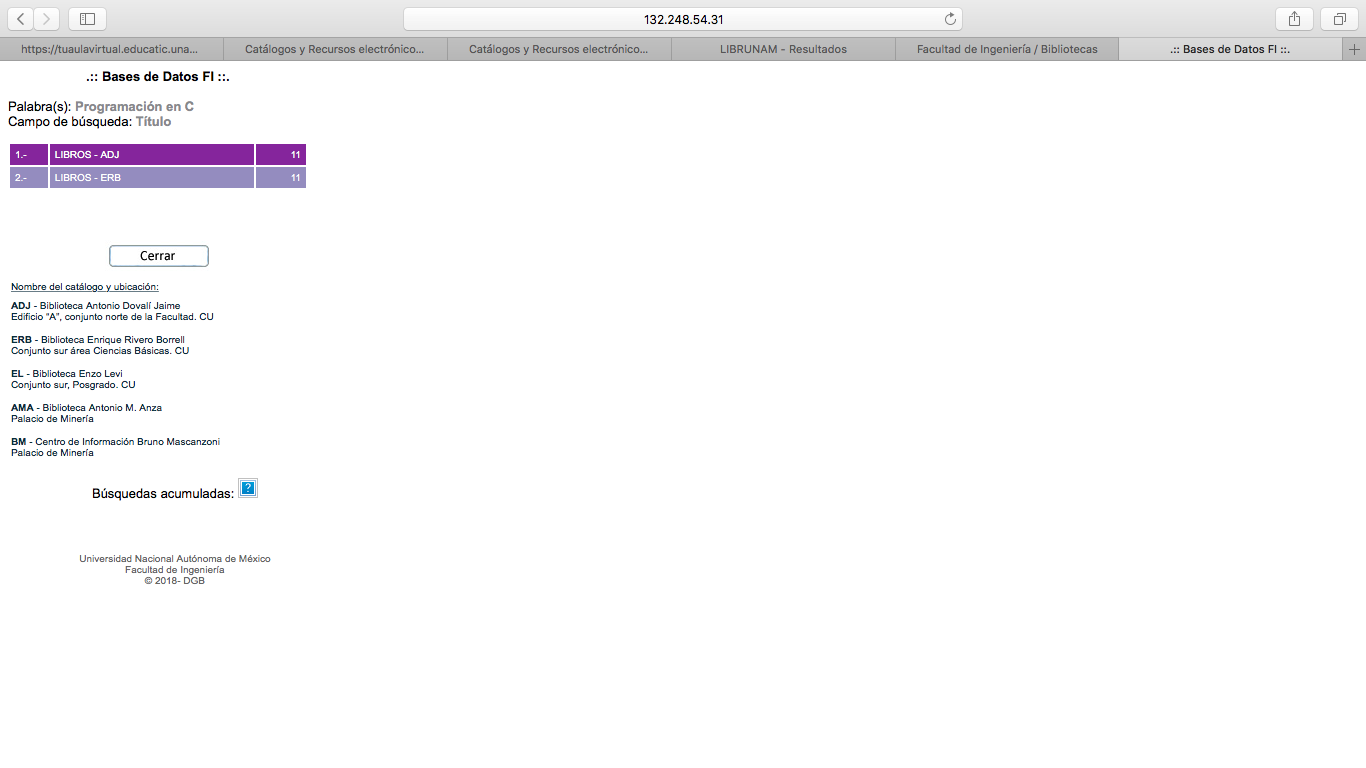 132.248.54.31
https://tuaulavirtual.educatic.una...
Catálogos y Recursos electrónico...
Catálogos y Recursos electrónico...
LIBRUNAM - Resultados
Facultad de Ingeniería / Bibliotecas
.:: Bases de Datos FI ::.
.:: Bases de Datos FI ::.
Palabra(s): Programación en C
Campo de búsqueda: Título
1.- LIBROS - ADJ 11
2.- LIBROS - ERB 11
Cerrar
Nombre del catálogo y ubicación:
ADJ - Biblioteca Antonio Dovalí Jaime
Edificio "A", conjunto norte de la Facultad. CU
ERB - Biblioteca Enrique Rivero Borrell
Conjunto sur área Ciencias Básicas. CU
EL - Biblioteca Enzo Levi
Conjunto sur, Posgrado. CU
AMA - Biblioteca Antonio M. Anza
Palacio de Minería
BM - Centro de Información Bruno Mascanzoni
Palacio de Minería
Búsquedas acumuladas: ?
Universidad Nacional Autónoma de México
Facultad de Ingeniería
© 2018- DGB